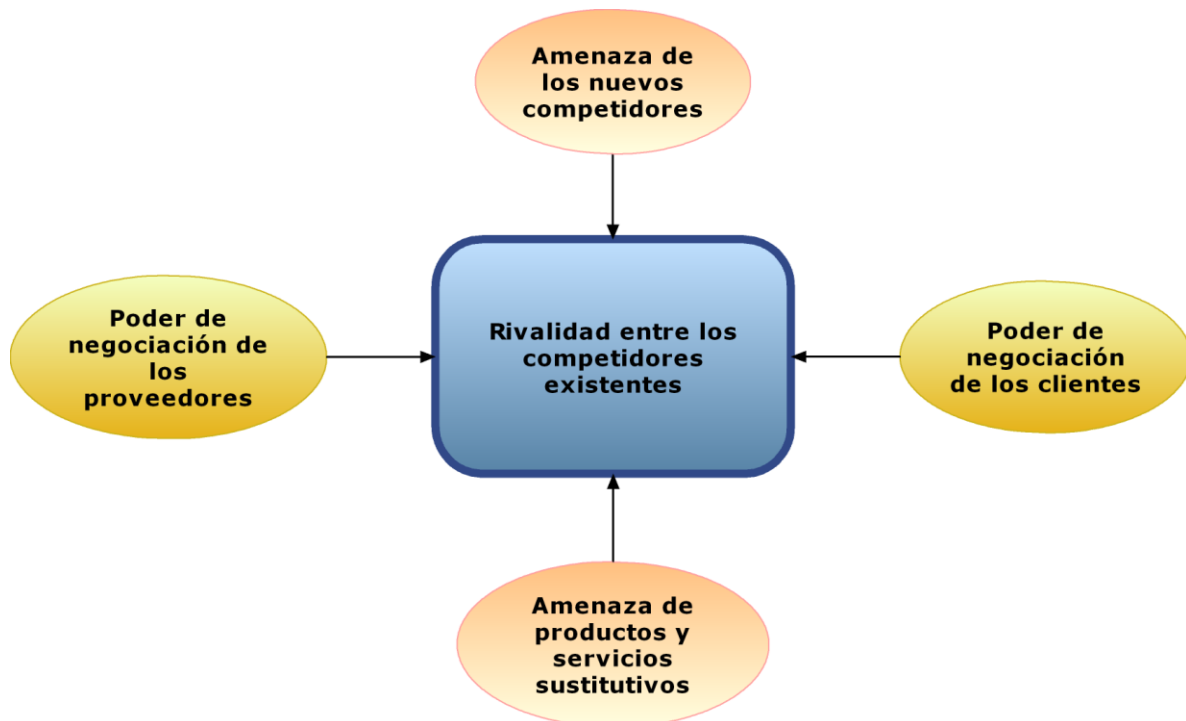 Amenaza de
los nuevos
competidores
Poder de
negociación de
los
proveedores
Rivalidad entre los
competidores
existentes
Poder de
negociación
de los clientes
Amenaza de
productos y
servicios
sustitutivos